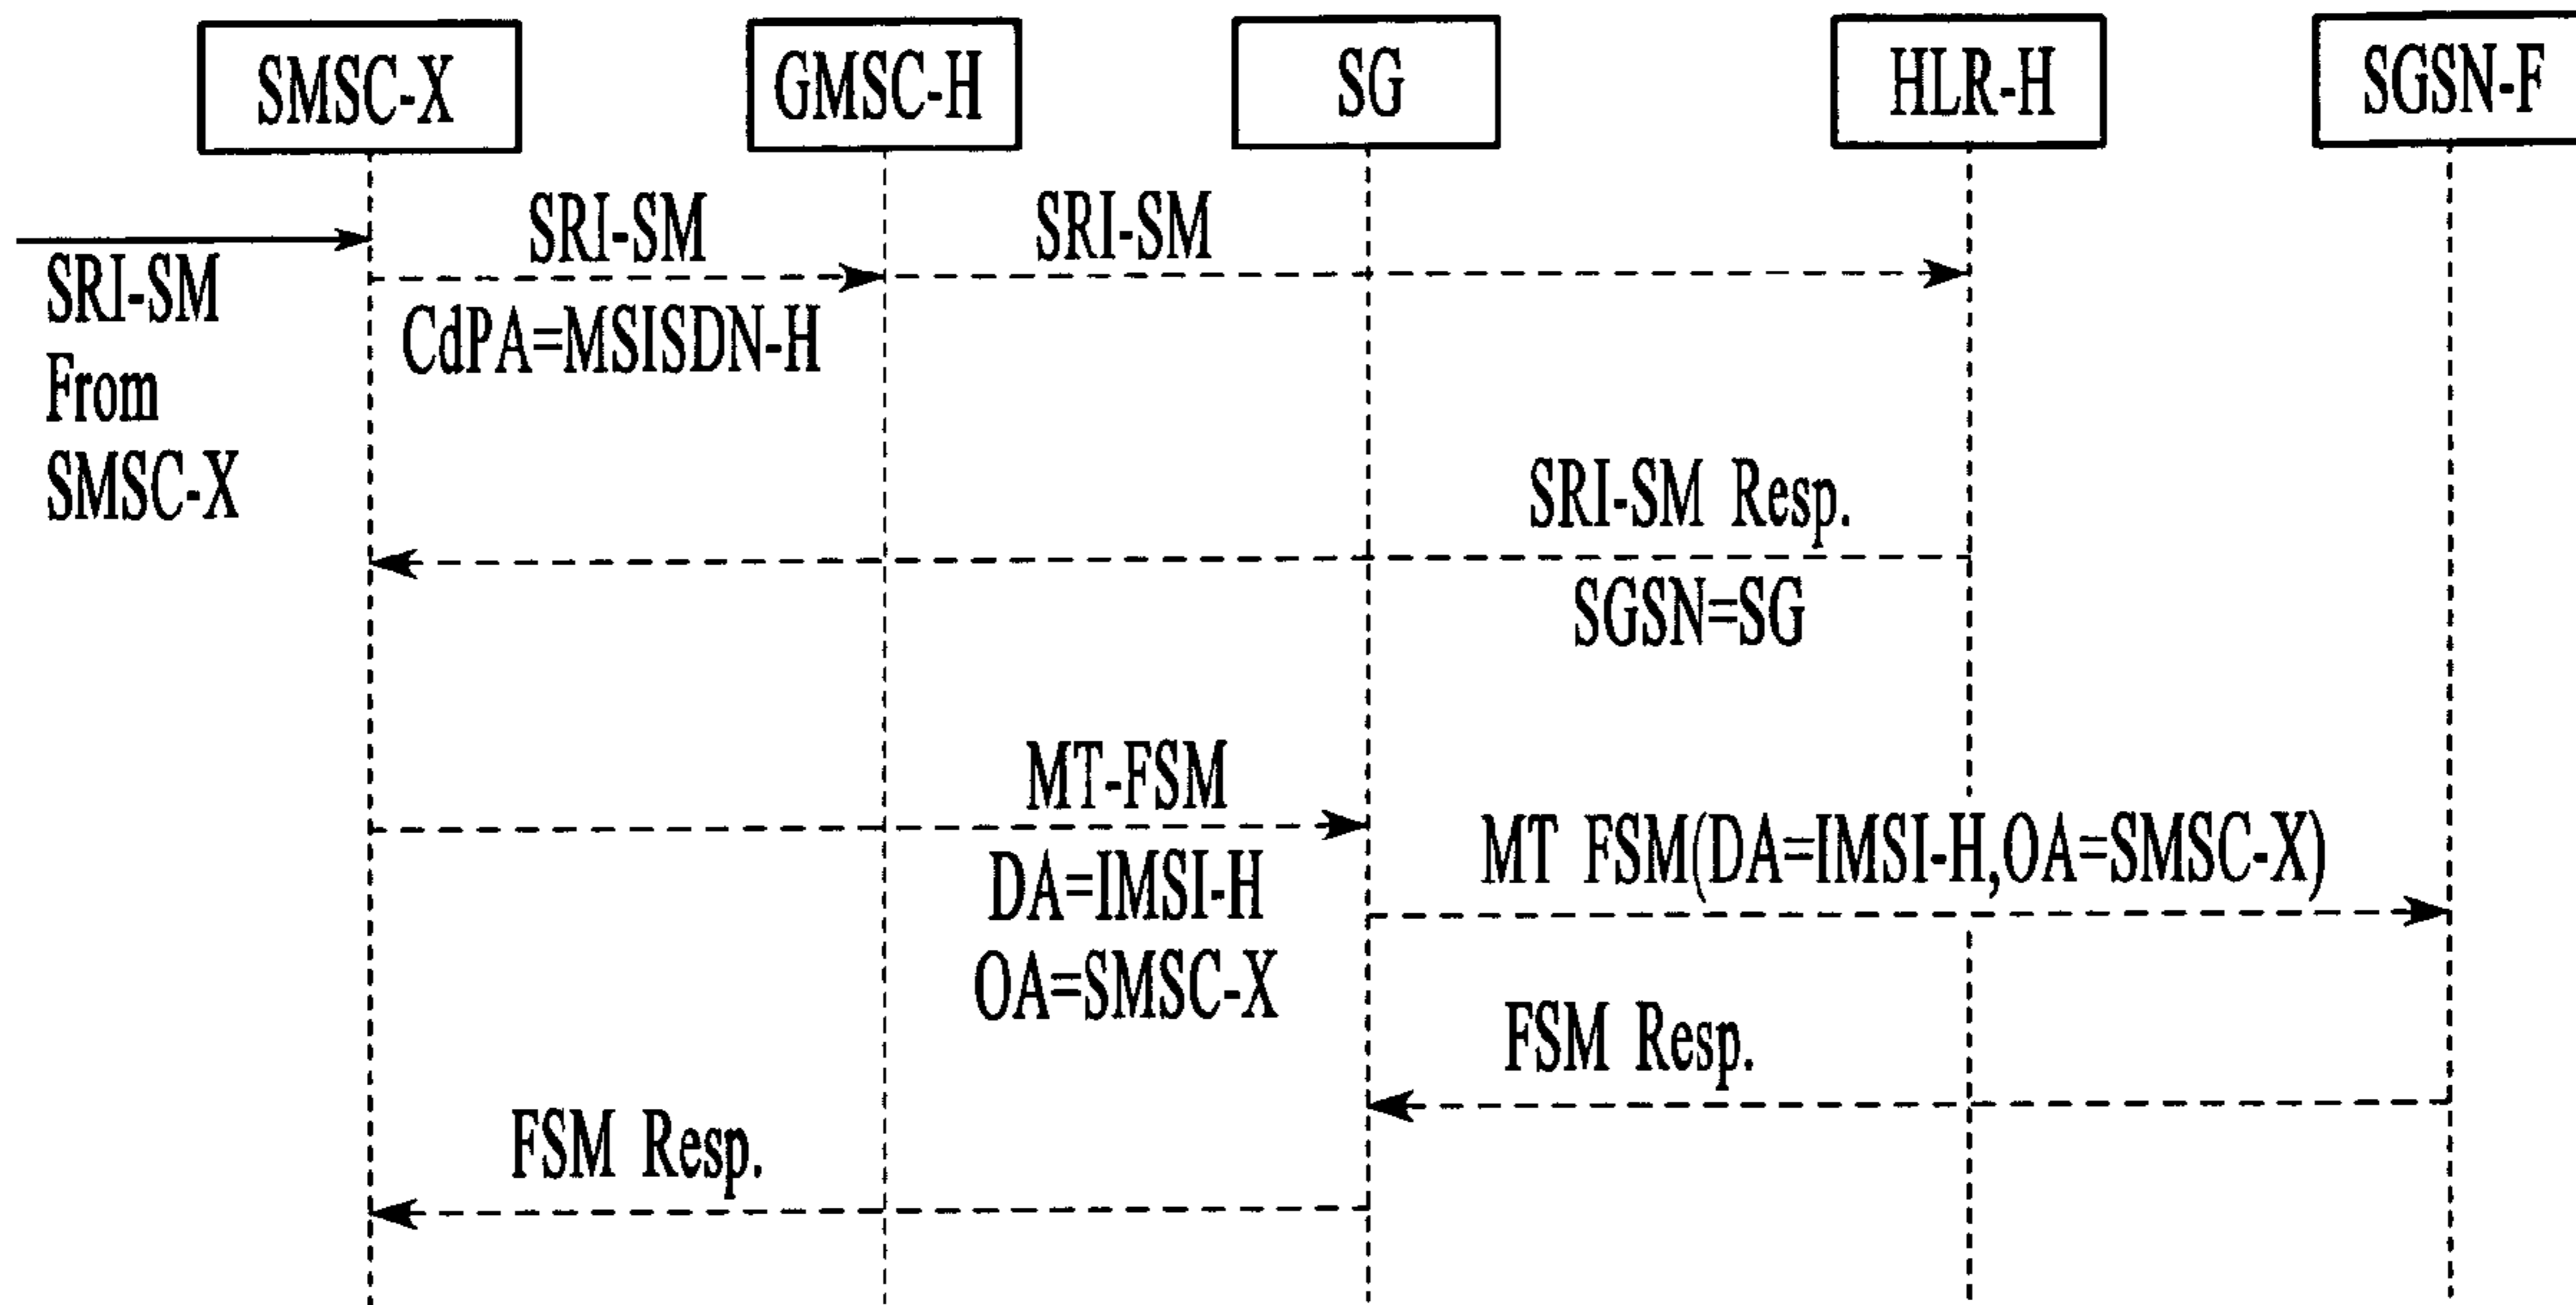 SMSC-X
GMSC-H
SG
HLR-H
SGSN-F
SRI-SM
From
SMSC-X
SRI-SM
CdPA=MSISDN-H
SRI-SM
SRI-SM Resp.
SGSN=SG
MT-FSM
DA=IMSI-H
OA=SMSC-X
MT FSM(DA=IMSI-H,OA=SMSC-X)
FSM Resp.
FSM Resp.